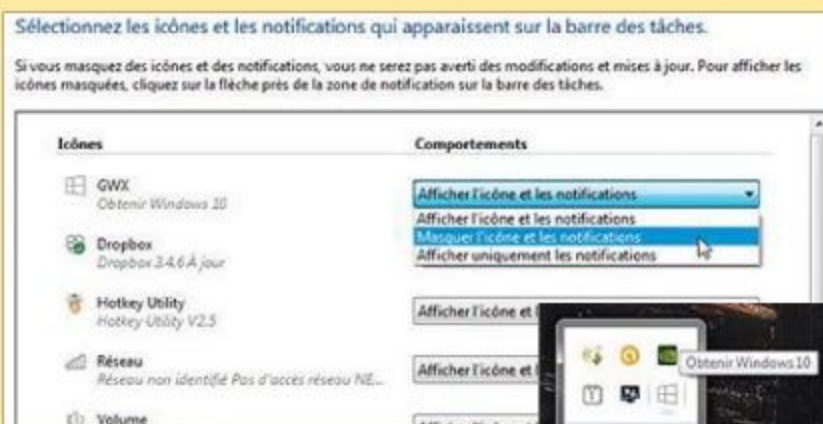 Sélectionnez les icônes et les notifications qui apparaissent sur la barre des tâches.
Si vous masquez des icônes et des notifications, vous ne serez pas averti des modifications et mises à jour. Pour afficher les
icônes masquées, cliquez sur la flèche près de la zone de notification sur la barre des tâches.
Icônes
Comportements
GWX
Obtenir Windows 10
Afficher l'icône et les notifications
Afficher l'icône et les notifications
Masquer l'icône et les notifications
Afficher uniquement les notifications
Dropbox
Dropbox 3.4.6 À jour
Hotkey Utility
Hotkey Utility V2.5
Afficher l'icône et l
Réseau
Réseau non identifié Pas d'accès réseau NE...
Afficher l'icône et l
Obtenir Windows 10
Volume